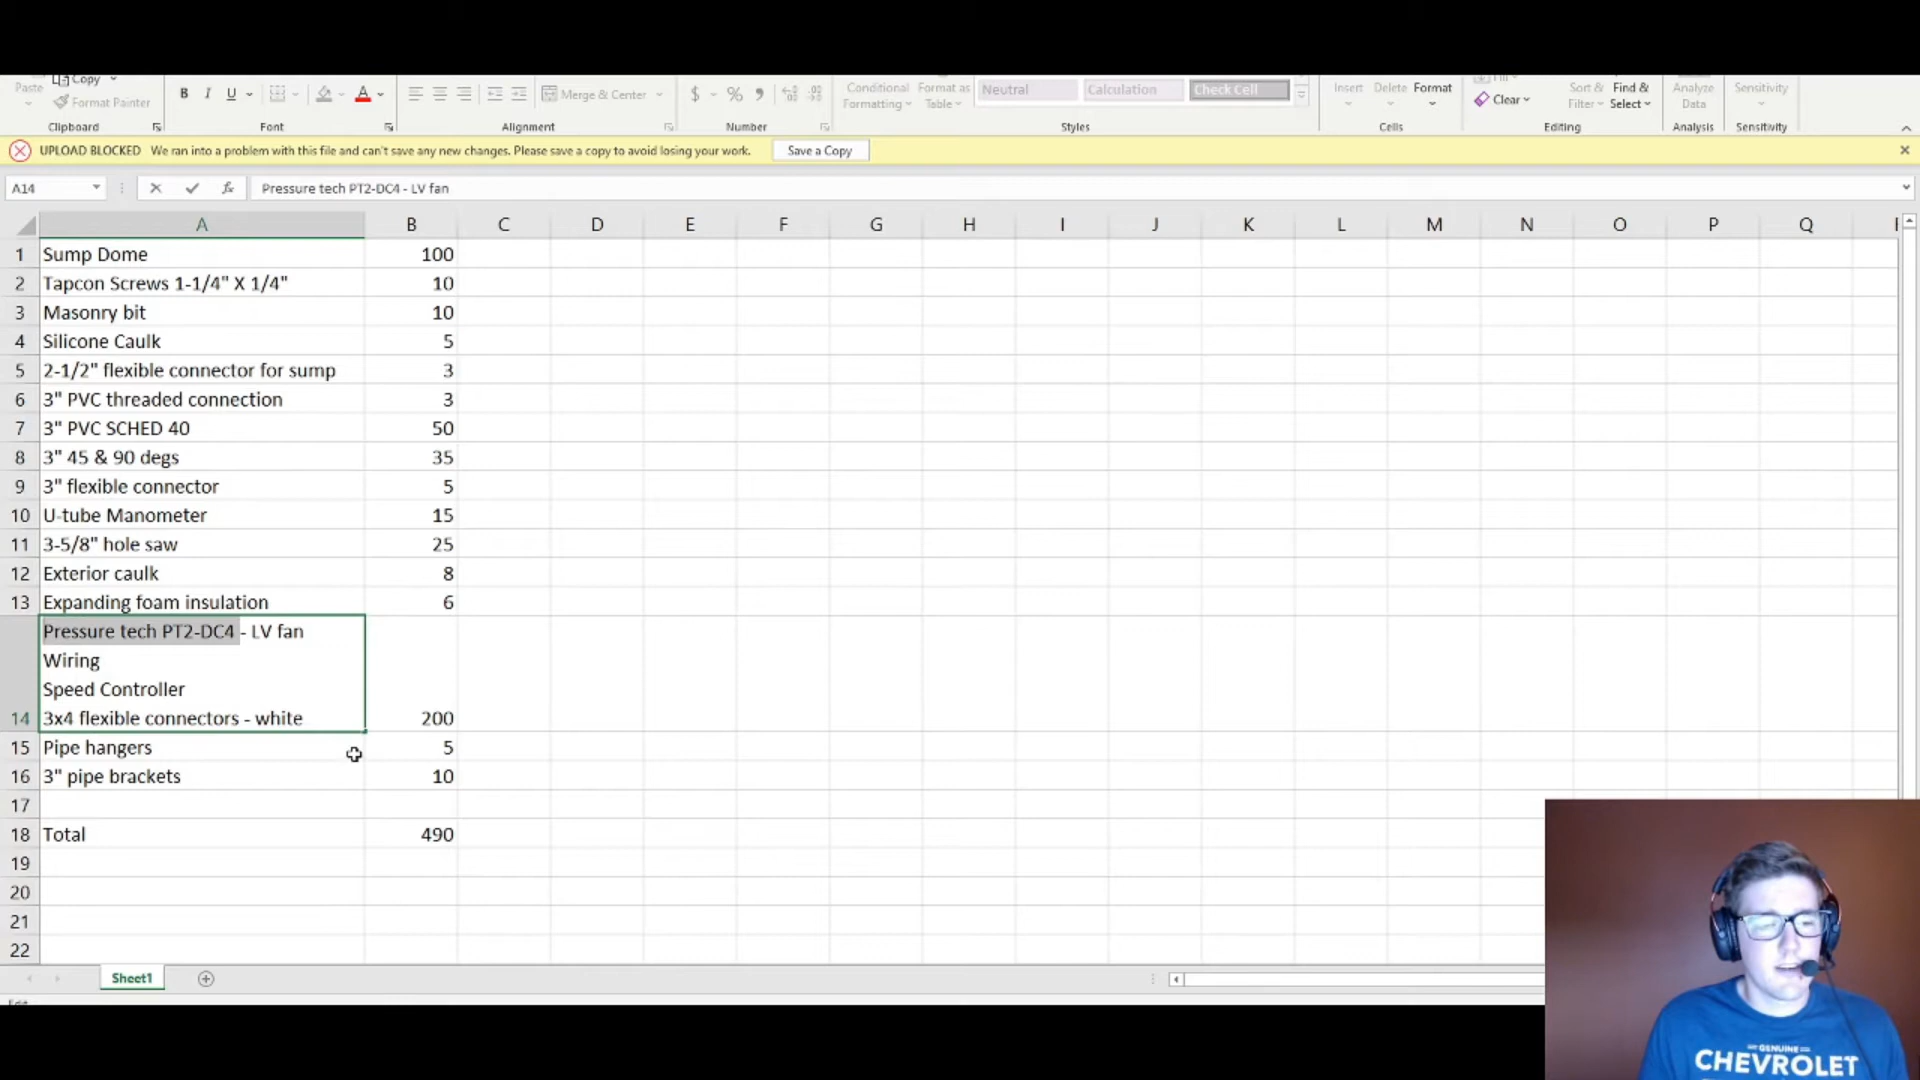 Paste
Copy
Format Painter
Clipboard
B I U
A
Font
Merge & Center
Alignment
$ % 9
Number
Conditional Formatting
Format as Table
Neutral
Calculation
Check Cell
Styles
Insert
Delete
Format
Cells
Clear
Sort & Filter
Find & Select
Editing
Analyze Data
Analysis
Sensitivity
Sensitivity
UPLOAD BLOCKED We ran into a problem with this file and can't save any new changes. Please save a copy to avoid losing your work. Save a Copy
A14 fx Pressure tech PT2-DC4 - LV fan
A B C D E F G H I J K L M N O P Q
1 Sump Dome 100
2 Tapcon Screws 1-1/4" X 1/4" 10
3 Masonry bit 10
4 Silicone Caulk 5
5 2-1/2" flexible connector for sump 3
6 3" PVC threaded connection 3
7 3" PVC SCHED 40 50
8 3" 45 & 90 degs 35
9 3" flexible connector 5
10 U-tube Manometer 15
11 3-5/8" hole saw 25
12 Exterior caulk 8
13 Expanding foam insulation 6
Pressure tech PT2-DC4 - LV fan
Wiring
Speed Controller
14 3x4 flexible connectors - white 200
15 Pipe hangers 5
16 3" pipe brackets 10
17
18 Total 490
19
20
21
22
Sheet1
GENUINE
CHEVROLET